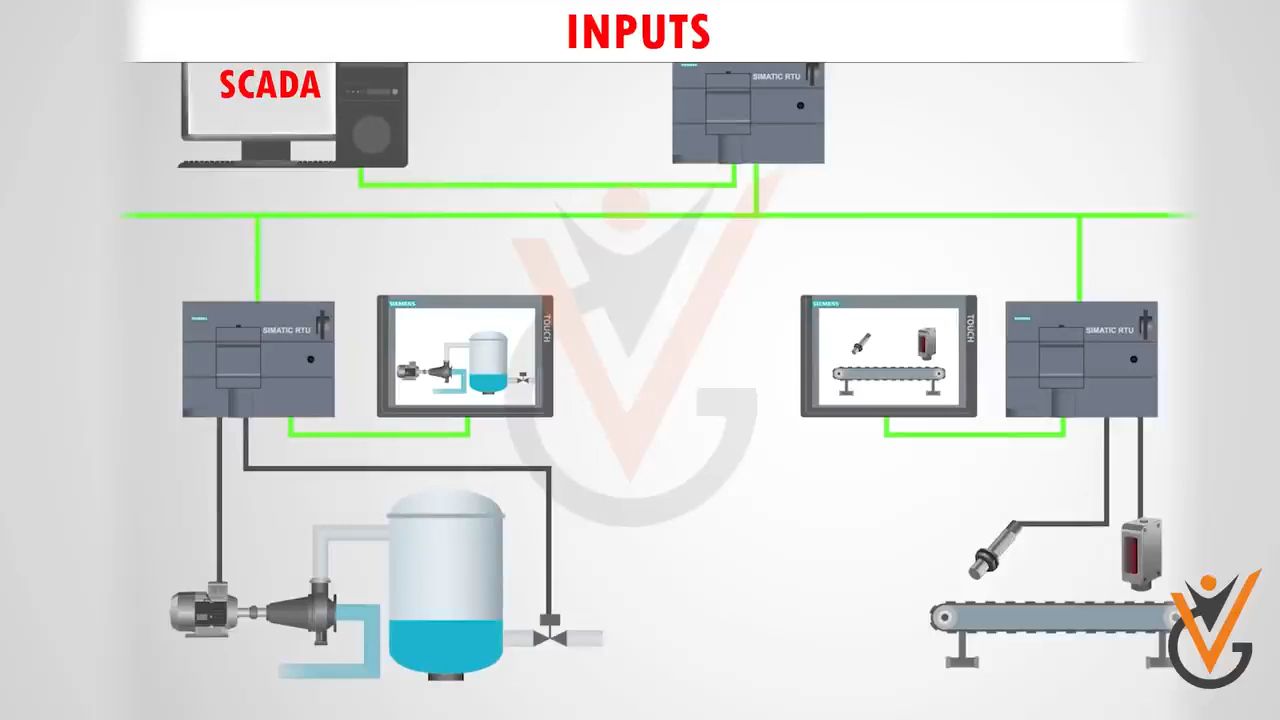 INPUTS
SCADA
SIMATIC RTU
SIEMENS
TOUCH
SIMATIC RTU
SIEMENS
TOUCH
SIMATIC RTU